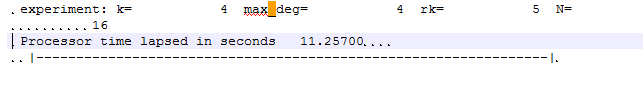 . experiment: k=           4  max_deg=           4  rk=           5  N=
..........16
Processor time lapsed in seconds   11.25700....
.. |----------------------------------------------------------------|.